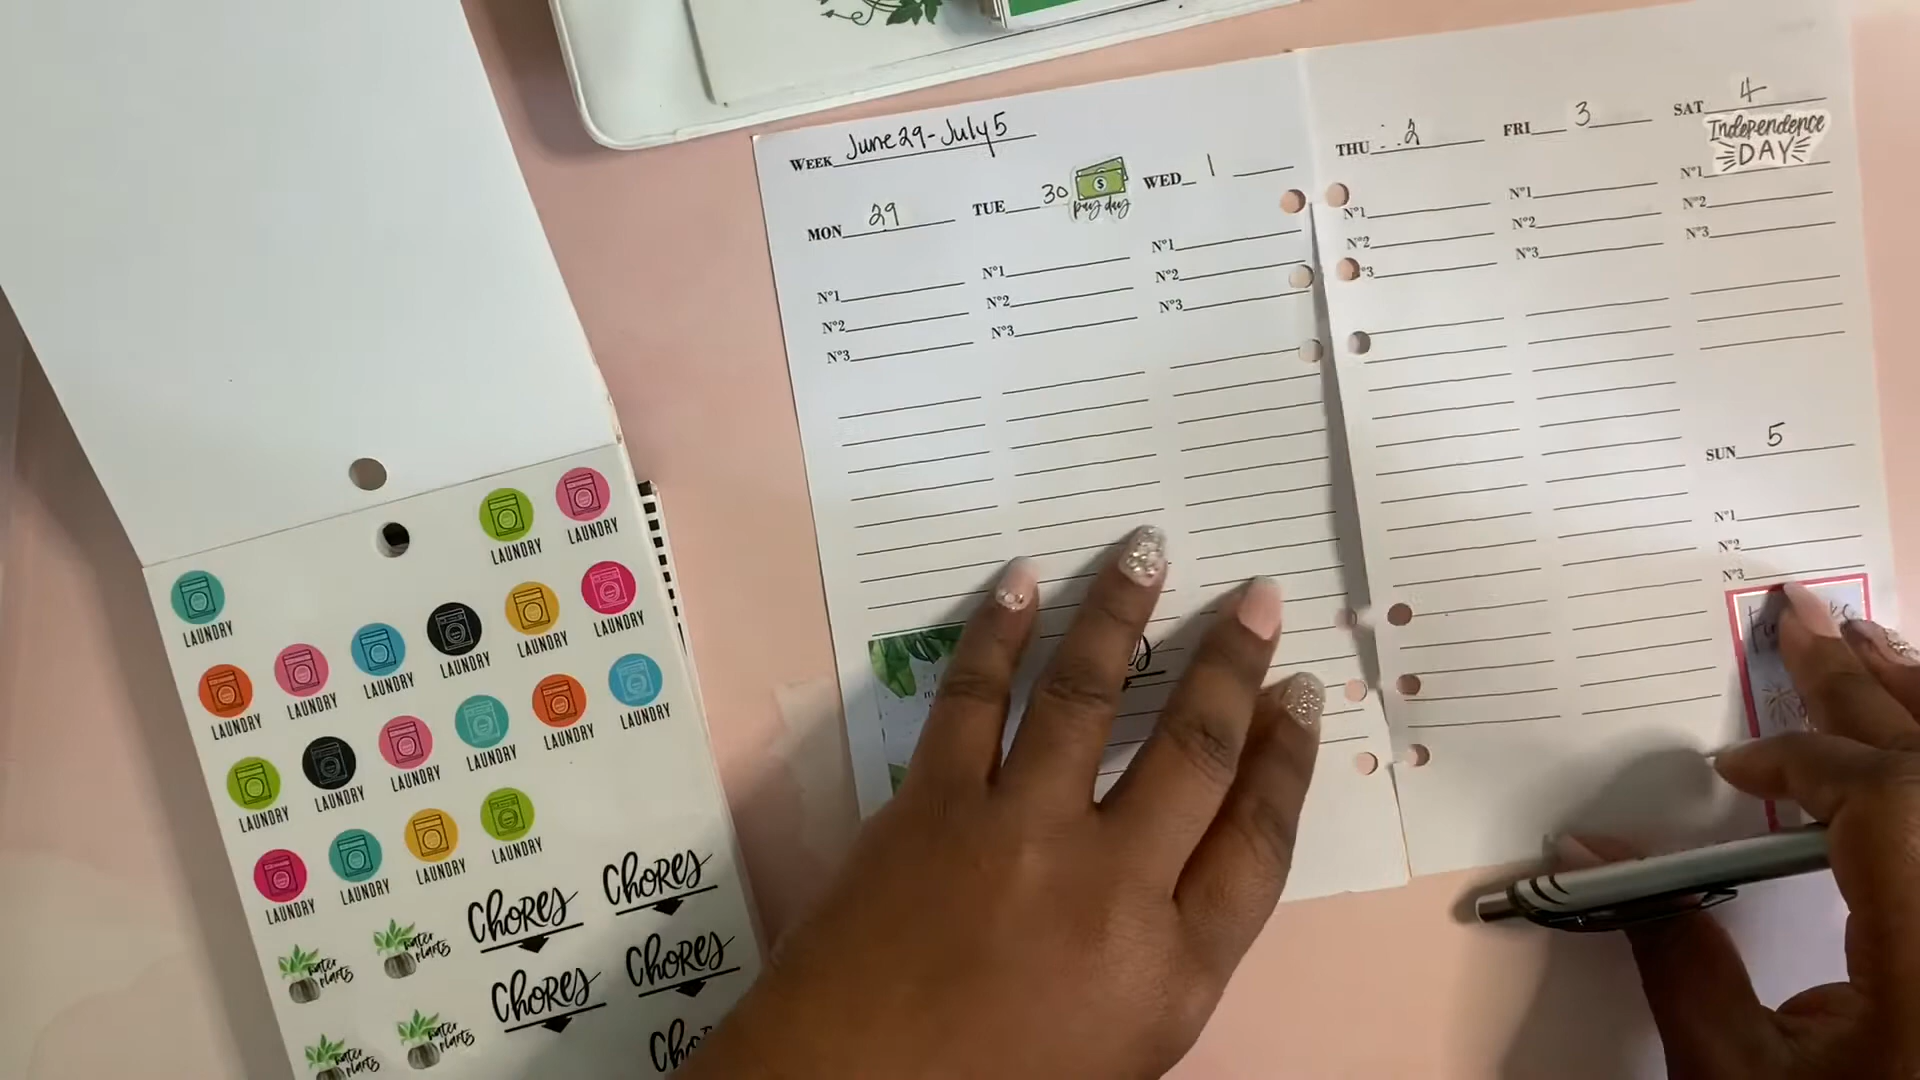 WEEK June 29 - July 5
MON 29
Nº1
Nº2
Nº3
TUE 30
pay day
Nº1
Nº2
Nº3
WED 1
Nº1
Nº2
Nº3
THU 2
Nº1
Nº2
Nº3
FRI 3
Nº1
Nº2
Nº3
SAT 4
Independence
DAY
Nº1
Nº2
Nº3
SUN 5
Nº1
Nº2
Nº3
LAUNDRY LAUNDRY
LAUNDRY
LAUNDRY LAUNDRY LAUNDRY LAUNDRY LAUNDRY LAUNDRY
LAUNDRY LAUNDRY LAUNDRY LAUNDRY LAUNDRY LAUNDRY
LAUNDRY LAUNDRY LAUNDRY LAUNDRY
CHORES CHORES
water
plants
water
plants
CHORES CHORES
water
plants
water
plants